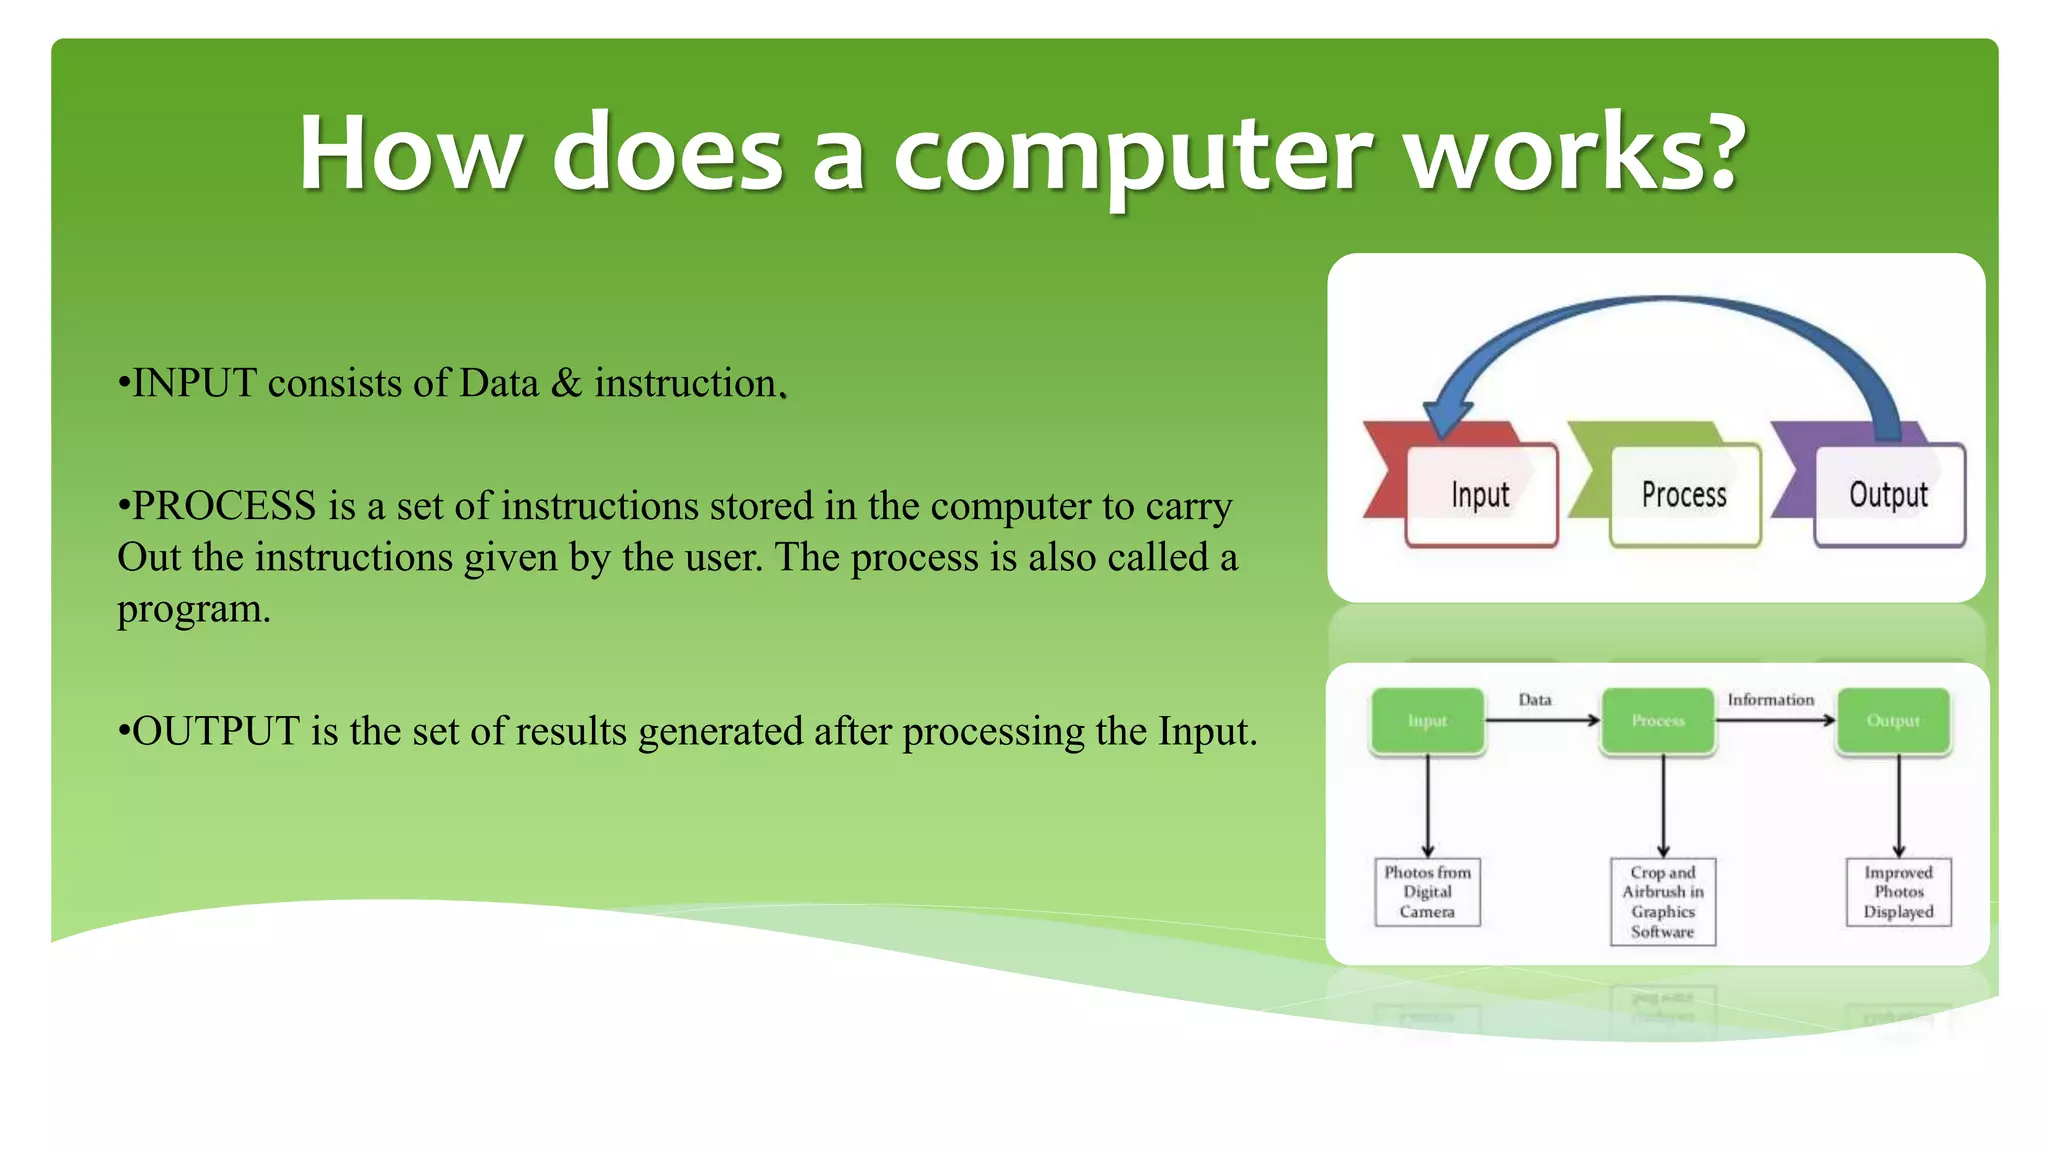 How does a computer works?
•INPUT consists of Data & instruction.
•PROCESS is a set of instructions stored in the computer to carry
Out the instructions given by the user. The process is also called a
program.
•OUTPUT is the set of results generated after processing the Input.
Input
Process
Output
Data
Information
Input
Process
Output
Photos from
Digital
Camera
Crop and
Airbrush in
Graphics
Software
Improved
Photos
Displayed